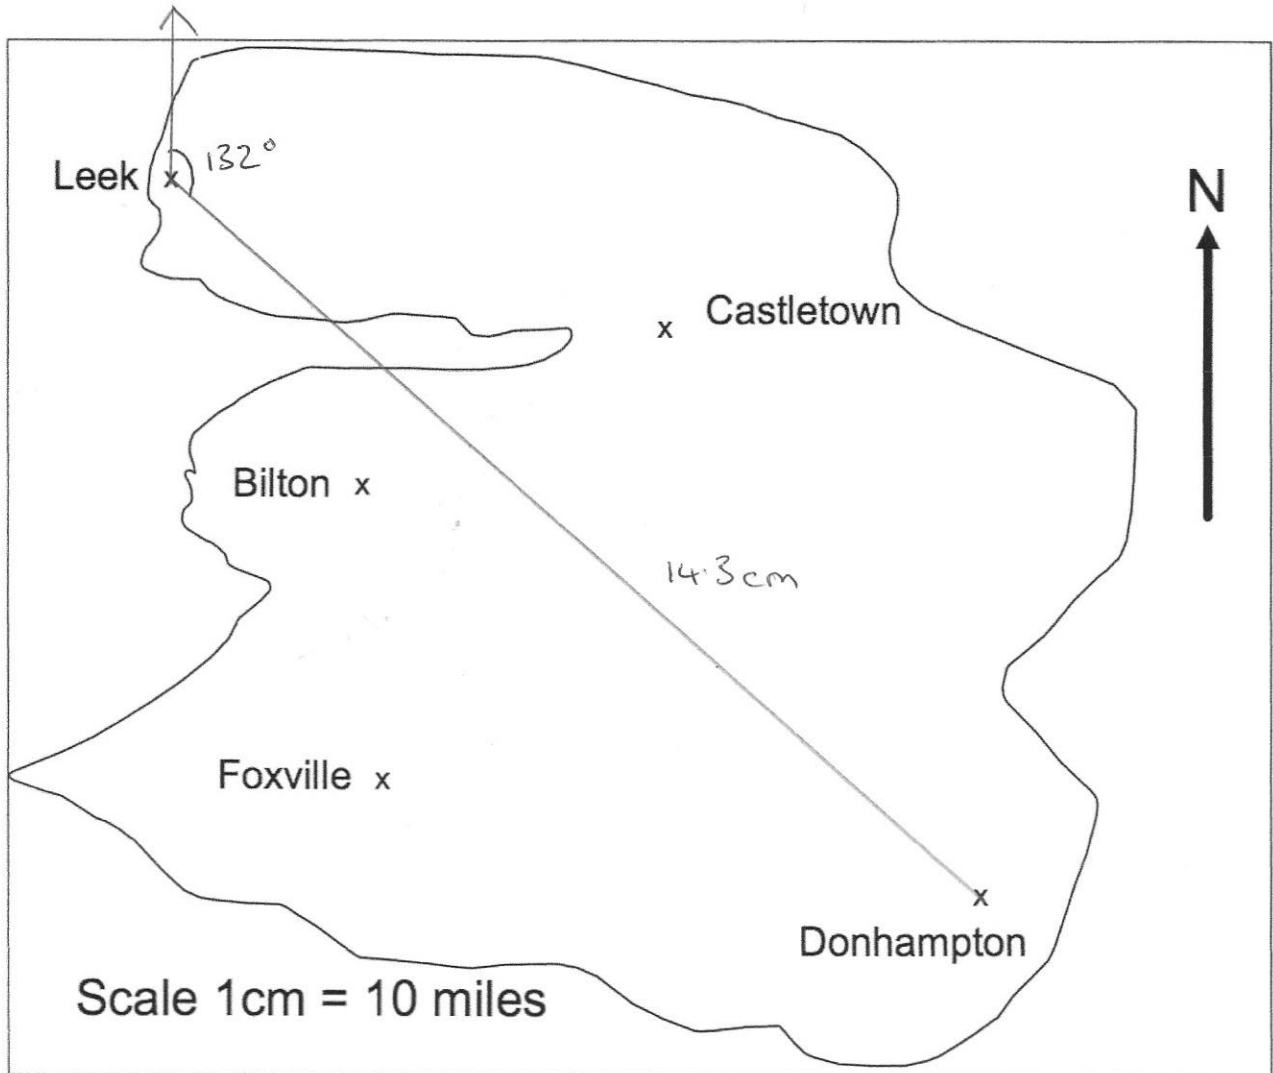 132°
Leek x
N
Castletown
x
Bilton x
14.3cm
Foxville x
x
Donhampton
Scale 1cm = 10 miles